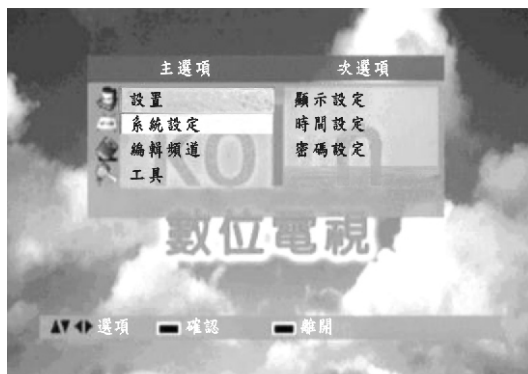 主選項 次選項
設置 顯示設定
系統設定 時間設定
編輯頻道 密碼設定
工具
數位電視
▲▼◀▶ 選項 確認 離開